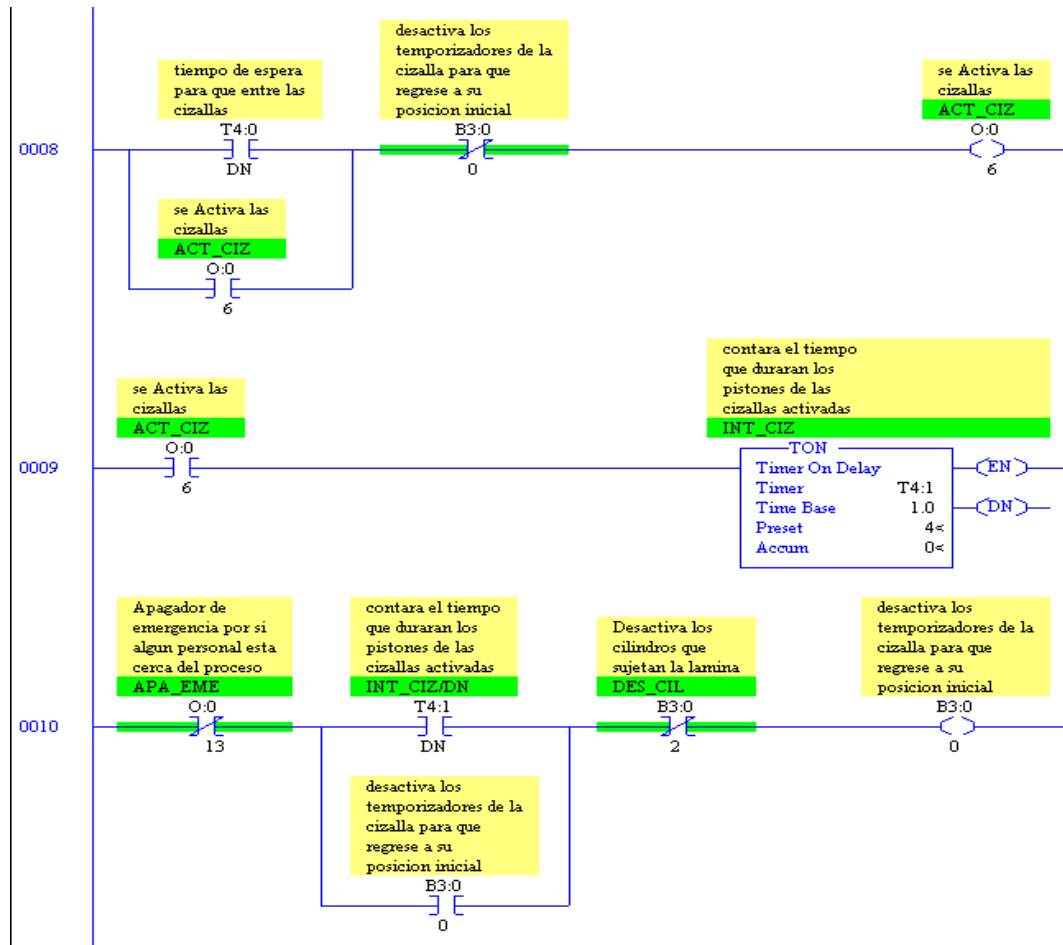 desactiva los
temporizadores de la
cizalla para que
regrese a su
posicion inicial
tiempo de espera
para que entre las
cizallas
se Activa las
cizallas
ACT_CIZ
T4:0
B3:0
O:0
0008
DN
0
6
se Activa las
cizallas
ACT_CIZ
O:0
6
contara el tiempo
que duraran los
pistones de las
cizallas activadas
INT_CIZ
se Activa las
cizallas
ACT_CIZ
O:0
0009
6
TON
Timer On Delay
Timer T4:1
Time Base 1.0
Preset 4<
Accum 0<
EN
DN
Apagador de
emergencia por si
algun personal esta
cerca del proceso
APA_EME
contara el tiempo
que duraran los
pistones de las
cizallas activadas
INT_CIZ/DN
Desactiva los
cilindros que
sujetan la lamina
DES_CIL
desactiva los
temporizadores de la
cizalla para que
regrese a su
posicion inicial
O:0
T4:1
B3:0
B3:0
0010
13
DN
2
0
desactiva los
temporizadores de la
cizalla para que
regrese a su
posicion inicial
B3:0
0